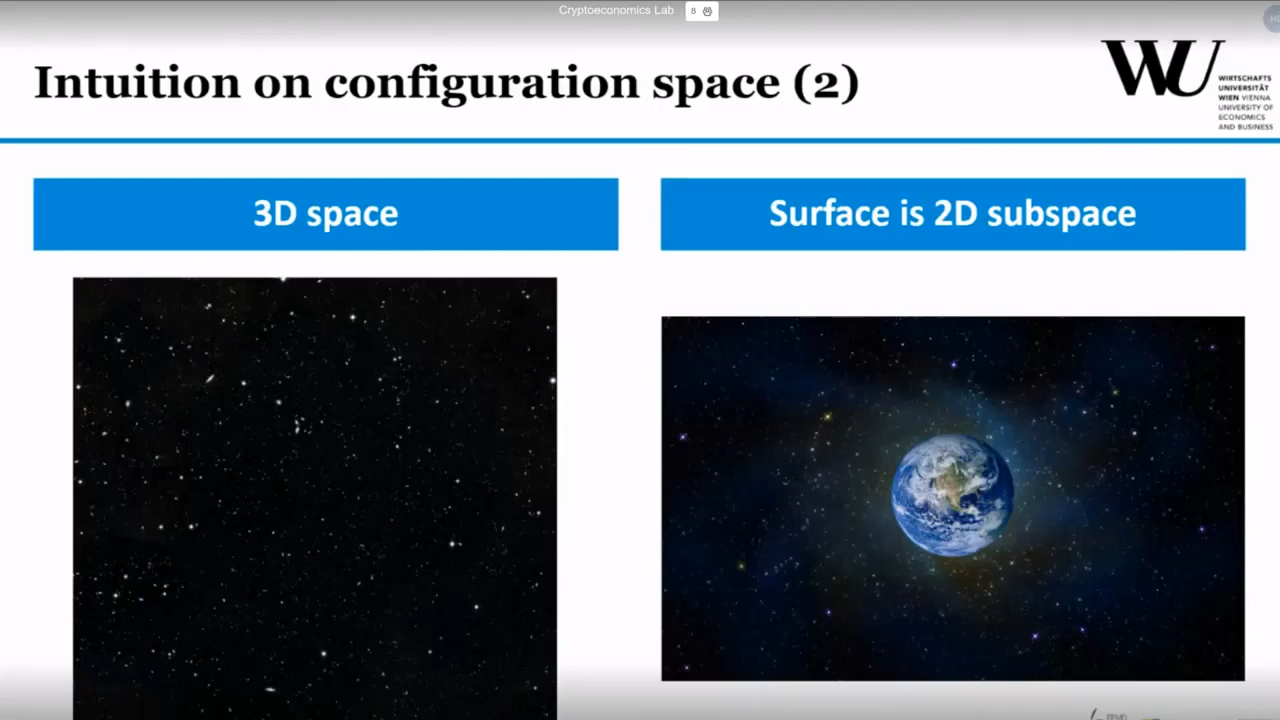 Cryptoeconomics Lab 8
Intuition on configuration space (2)
WU
WIRTSCHAFTS
UNIVERSITÄT
WIEN VIENNA
UNIVERSITY OF
ECONOMICS
AND BUSINESS
3D space
Surface is 2D subspace